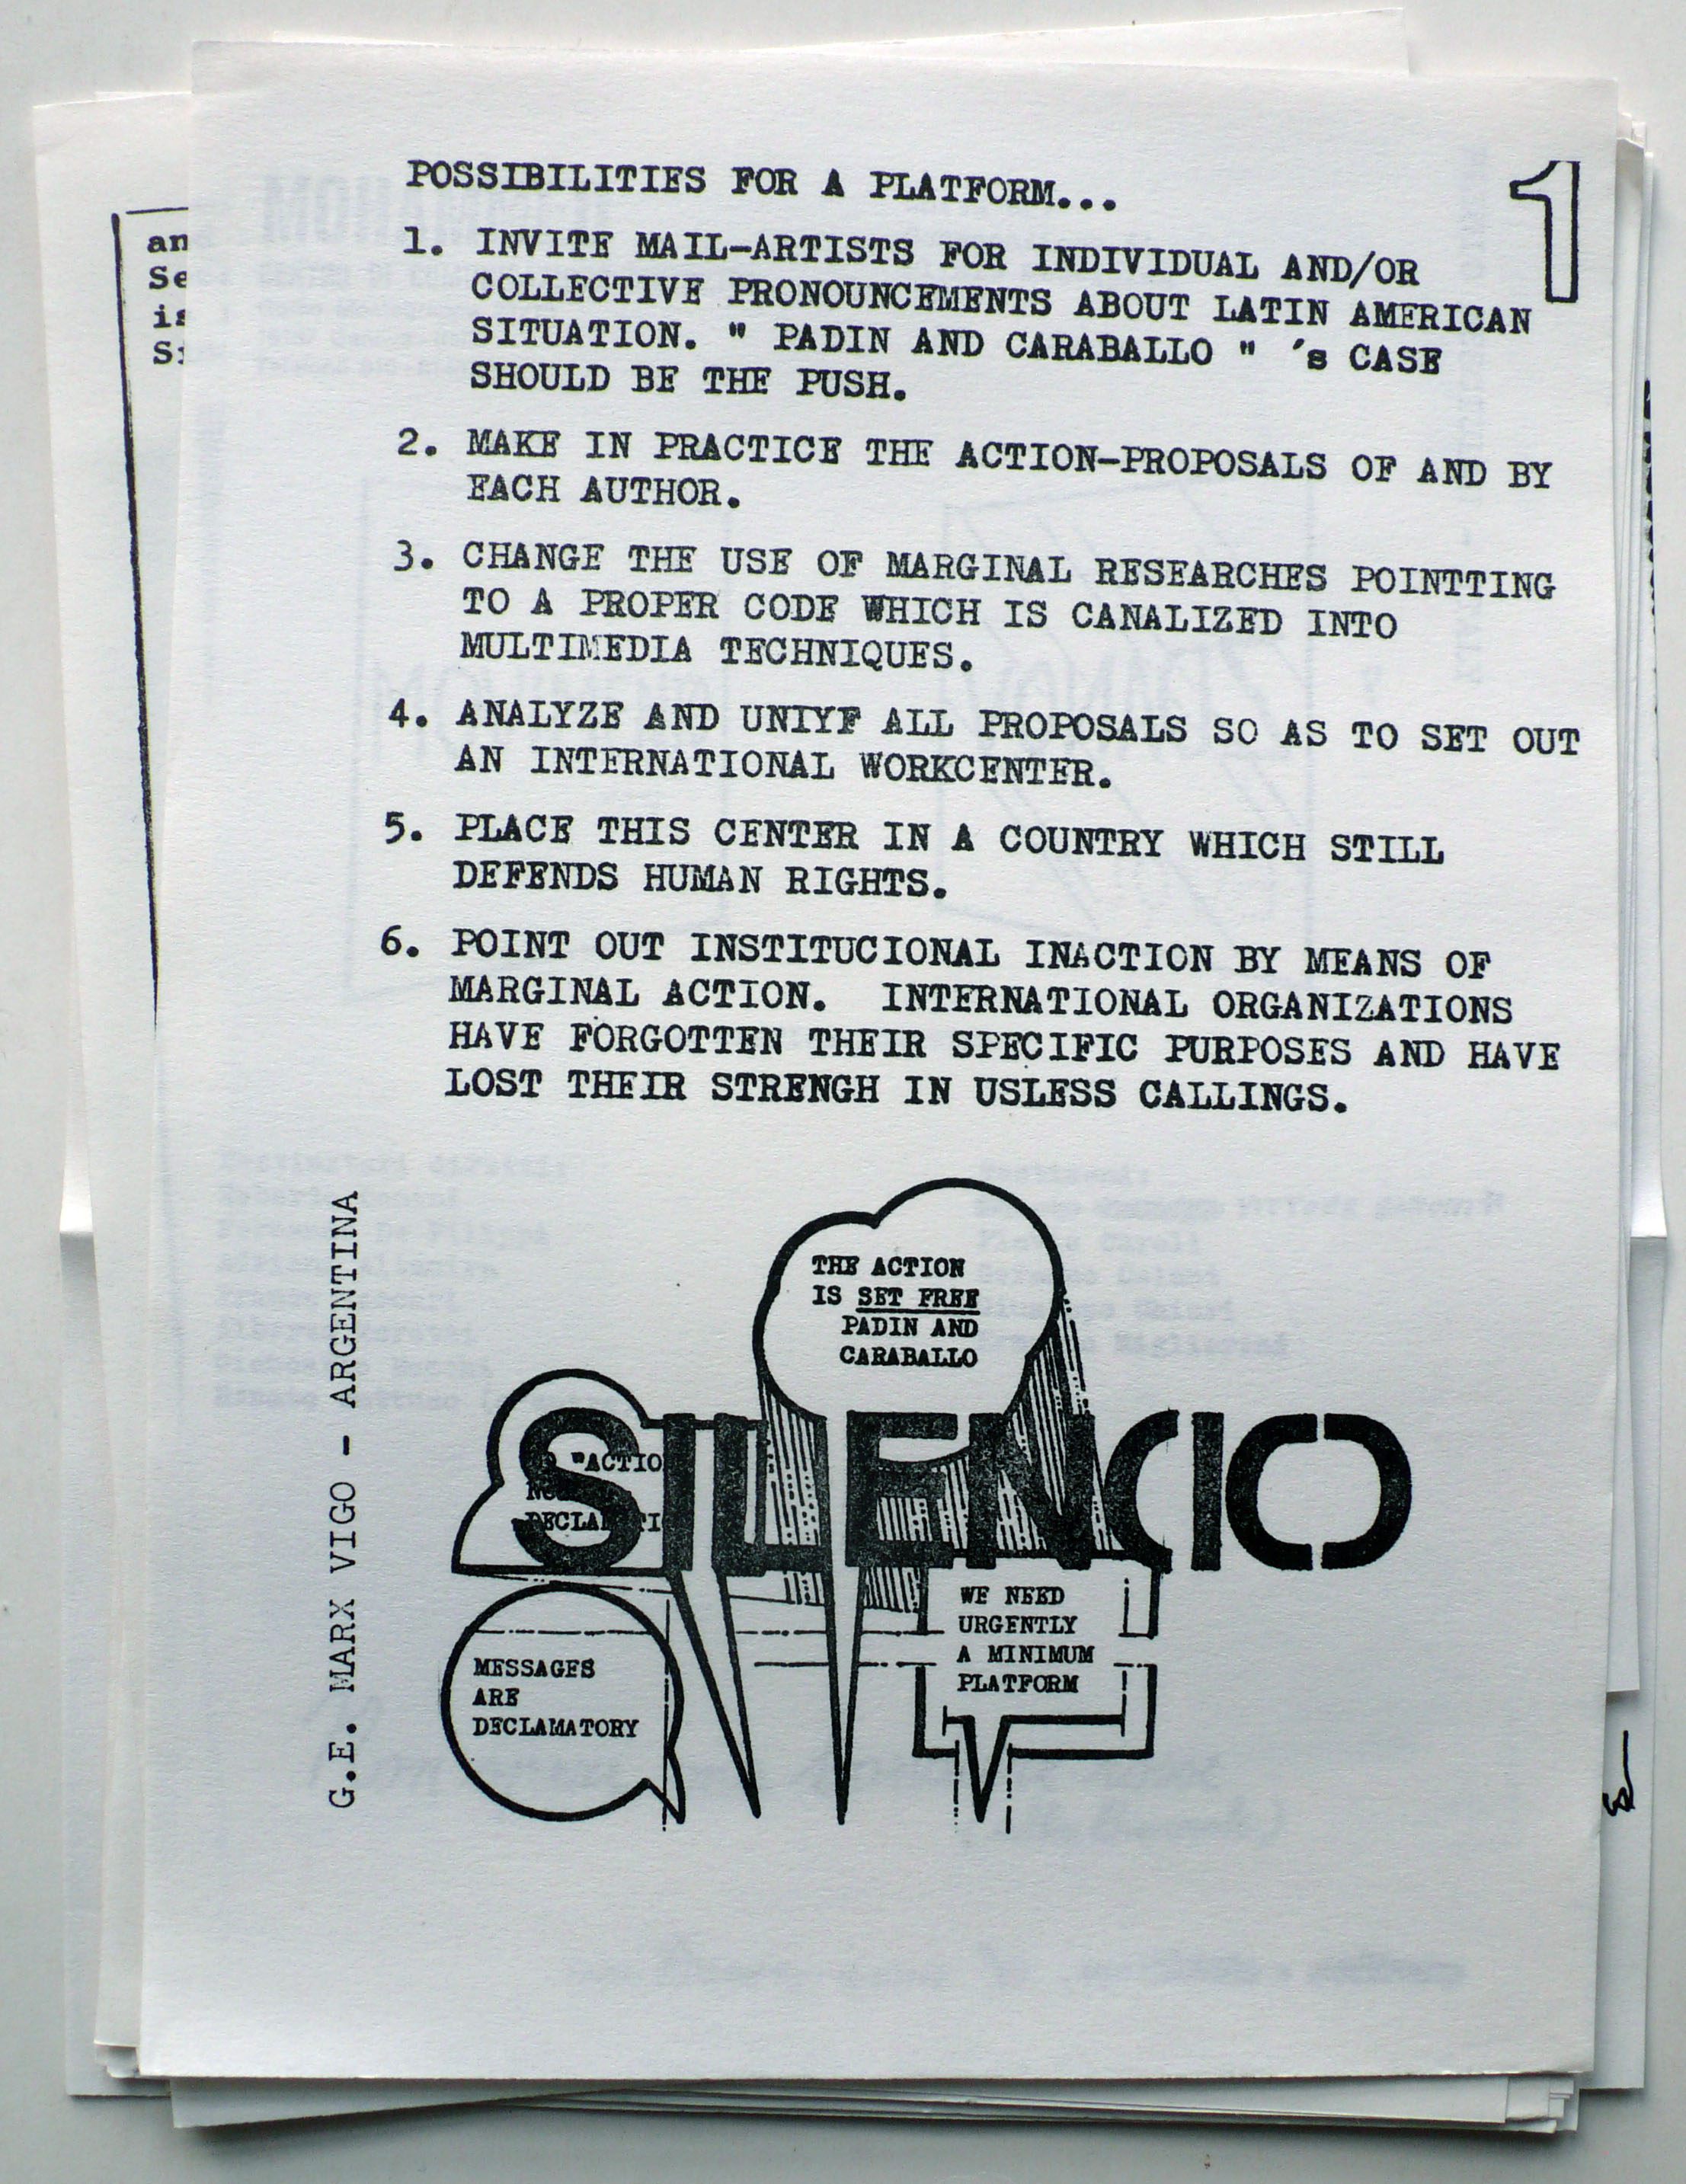 POSSIBILITIES FOR A PLATFORM...
1
1. INVITE MAIL-ARTISTS FOR INDIVIDUAL AND/OR
COLLECTIVE PRONOUNCEMENTS ABOUT LATIN AMERICAN
SITUATION. " PADIN AND CARABALLO " 's CASE
SHOULD BE THE PUSH.
2. MAKE IN PRACTICE THE ACTION-PROPOSALS OF AND BY
EACH AUTHOR.
3. CHANGE THE USE OF MARGINAL RESEARCHES POINTTING
TO A PROPER CODE WHICH IS CANALIZED INTO
MULTIMEDIA TECHNIQUES.
4. ANALYZE AND UNIYF ALL PROPOSALS SO AS TO SET OUT
AN INTERNATIONAL WORKCENTER.
5. PLACE THIS CENTER IN A COUNTRY WHICH STILL
DEFENDS HUMAN RIGHTS.
6. POINT OUT INSTITUCIONAL INACTION BY MEANS OF
MARGINAL ACTION. INTERNATIONAL ORGANIZATIONS
HAVE FORGOTTEN THEIR SPECIFIC PURPOSES AND HAVE
LOST THEIR STRENGH IN USLESS CALLINGS.
G.E. MARX VIGO - ARGENTINA
THE ACTION
IS SET FREE
PADIN AND
CARABALLO
SILENCIO
"ACTIO
DECLA
MESSAGES
ARE
DECLAMATORY
WE NEED
URGENTLY
A MINIMUM
PLATFORM
an
Se
is